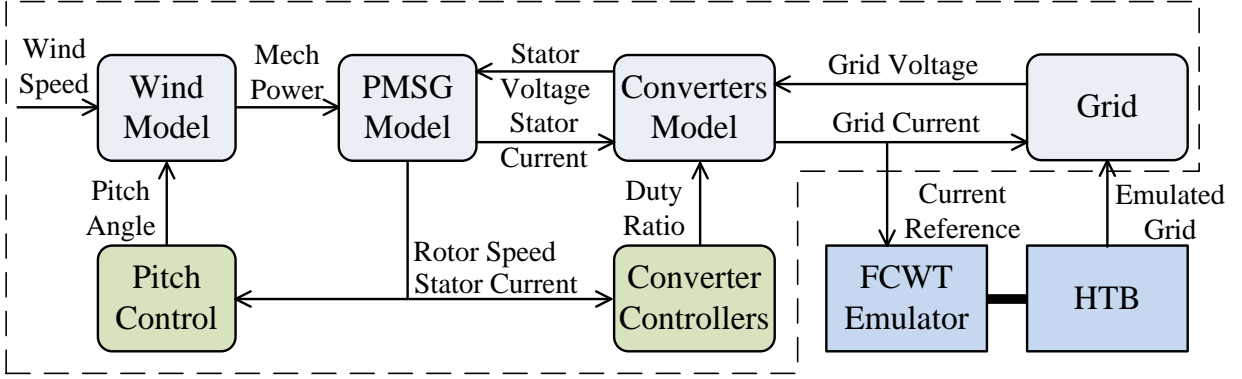 Wind
Speed
Wind
Model
Mech
Power
PMSG
Model
Stator
Voltage
Stator
Current
Converters
Model
Grid Voltage
Grid Current
Grid
Pitch
Angle
Duty
Ratio
Current
Reference
Emulated
Grid
Rotor Speed
Stator Current
Pitch
Control
Converter
Controllers
FCWT
Emulator
HTB